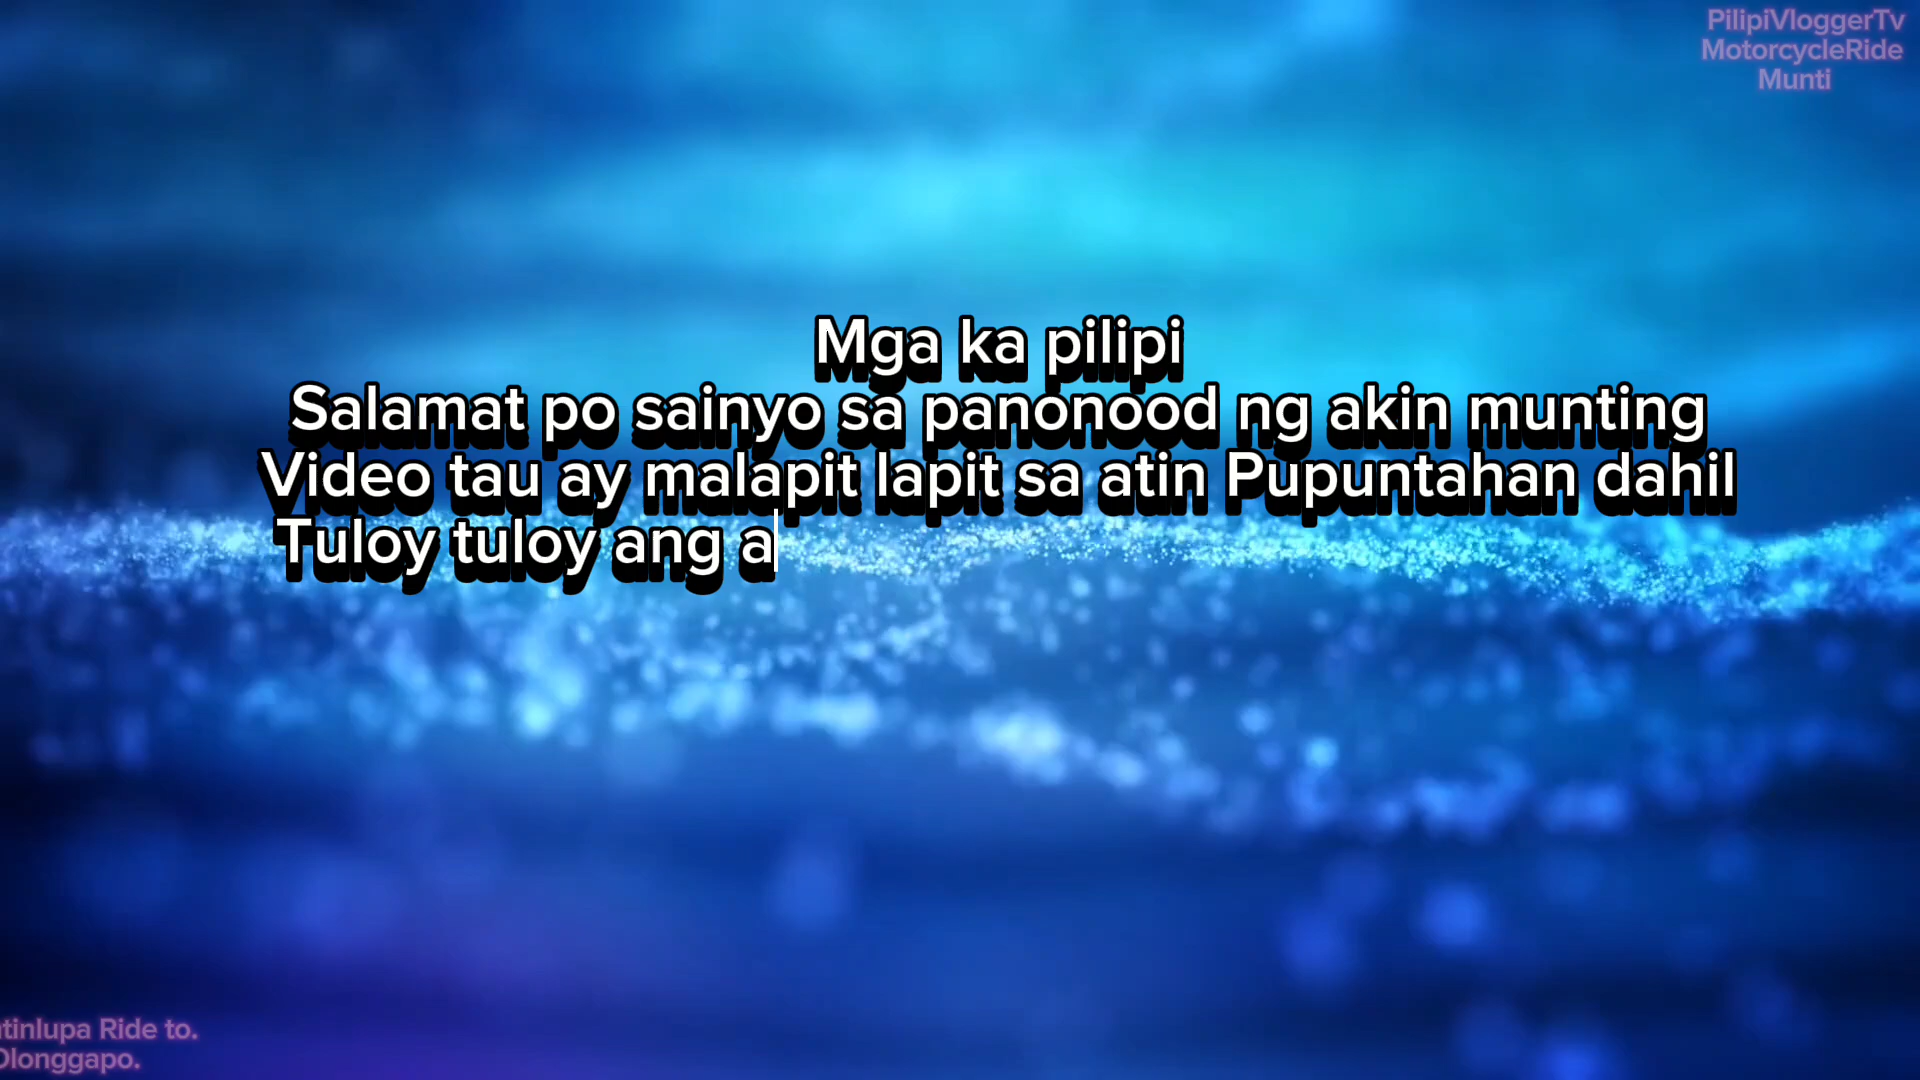 PilipiVloggerTv
MotorcycleRide
Munti
Mga ka pilipi
Salamat po sainyo sa panonood ng akin munting
Video tau ay malapit lapit sa atin Pupuntahan dahil
Tuloy tuloy ang a
tinlupa Ride to.
Olonggapo.